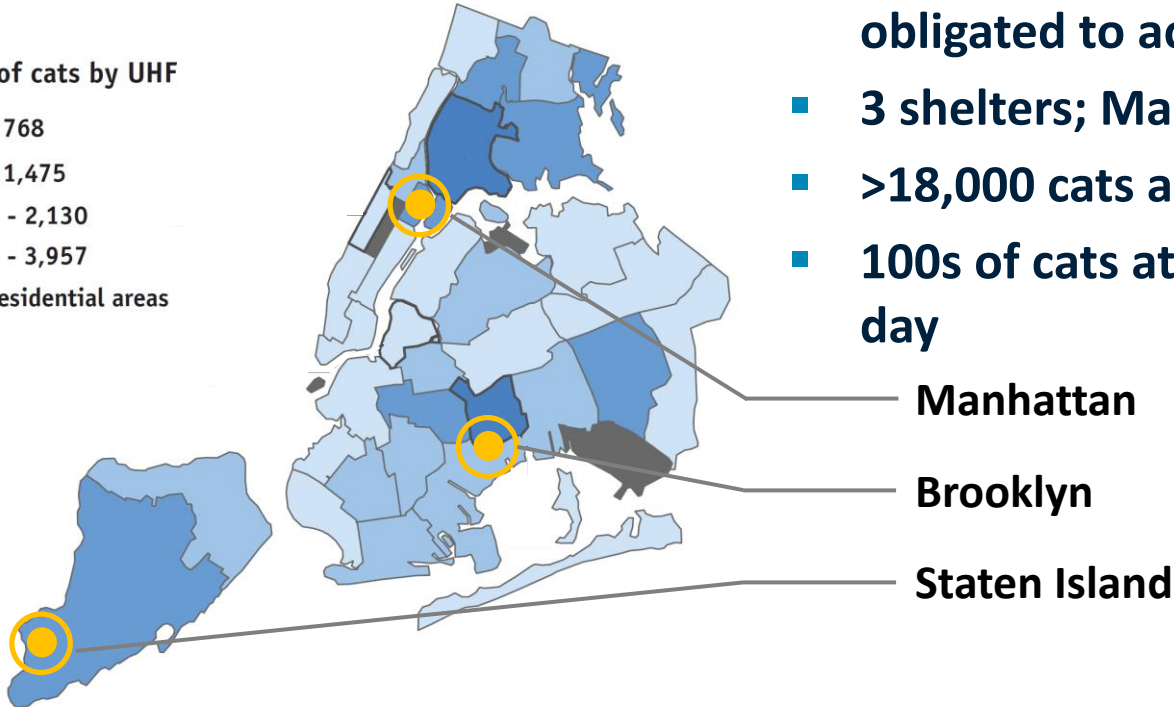 of cats by UHF
768
1,475
- 2,130
- 3,957
esidential areas
obligated to ac
3 shelters; Ma
>18,000 cats a
100s of cats at
day
Manhattan
Brooklyn
Staten Island